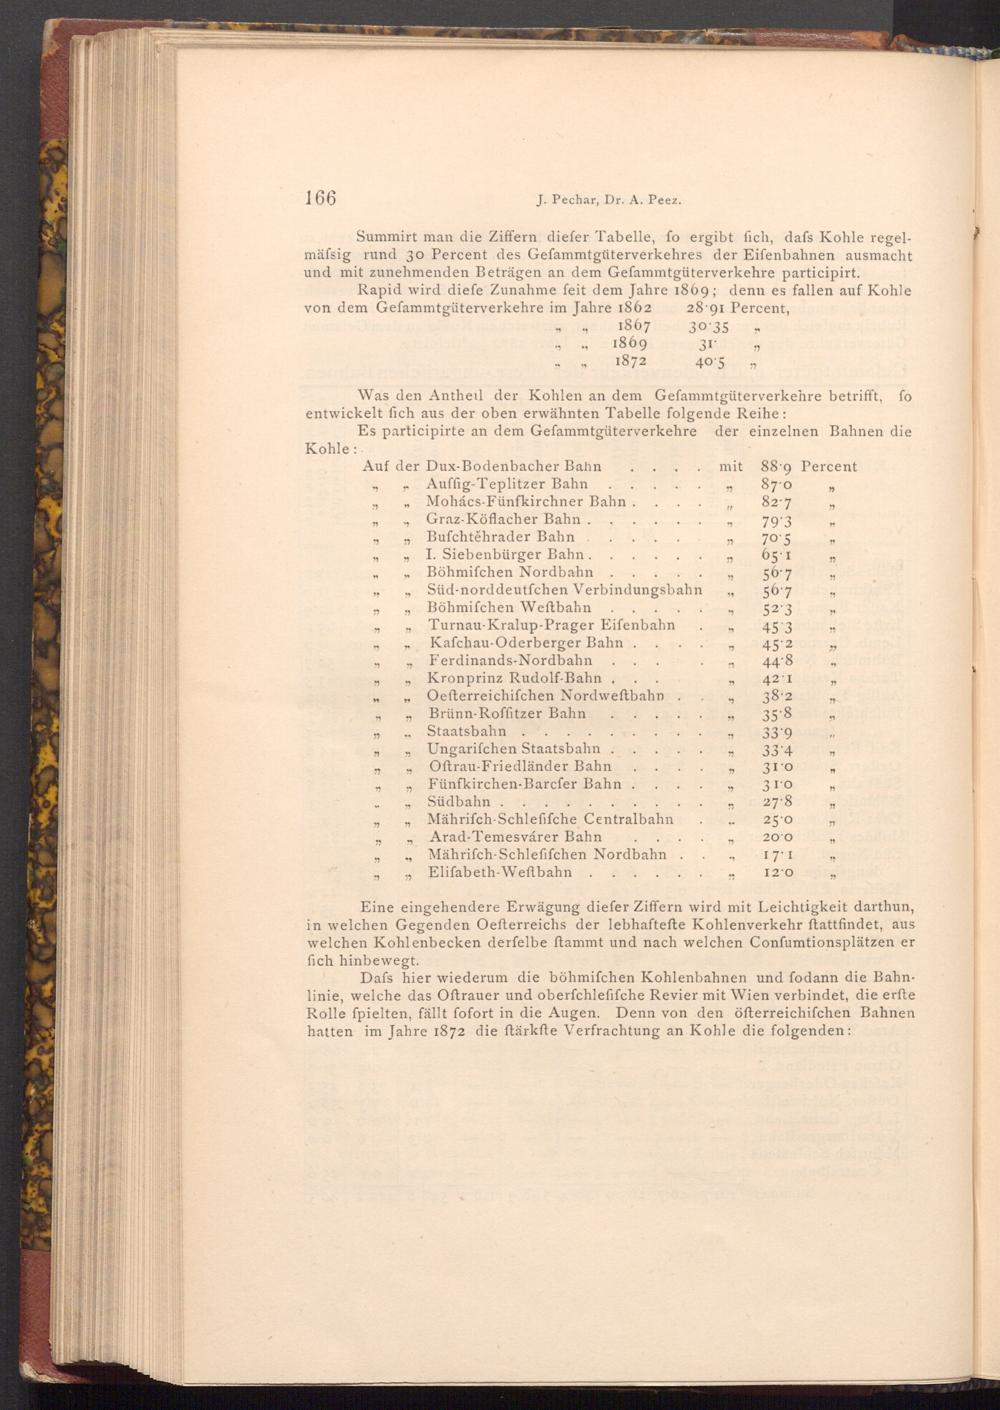 166 J. Pechar, Dr. A. Peez.
Summirt man die Ziffern dieſer Tabelle, ſo ergibt ſich, daſs Kohle regel-
mäſsig rund 30 Percent des Geſammtgüterverkehres der Eiſenbahnen ausmacht
und mit zunehmenden Beträgen an dem Geſammtgüterverkehre participirt.
Rapid wird dieſe Zunahme ſeit dem Jahre 1869; denn es fallen auf Kohle
von dem Geſammtgüterverkehre im Jahre 1862 28·91 Percent,
„ „ 1867 30·35 „
„ „ 1869 31· „
„ „ 1872 40·5 „
Was den Antheil der Kohlen an dem Geſammtgüterverkehre betrifft, ſo
entwickelt ſich aus der oben erwähnten Tabelle folgende Reihe:
Es participirte an dem Geſammtgüterverkehre der einzelnen Bahnen die
Kohle:
Auf der Dux-Bodenbacher Bahn . . . . mit 88·9 Percent
„ „ Auſſig-Teplitzer Bahn . . . . . „ 87·0 „
„ „ Mohács-Fünfkirchner Bahn . . . . „ 82·7 „
„ „ Graz-Köflacher Bahn . . . . . . „ 79·3 „
„ „ Buſchtěhrader Bahn . . . . . „ 70·5 „
„ „ I. Siebenbürger Bahn . . . . . . „ 65·1 „
„ „ Böhmiſchen Nordbahn . . . . . „ 56·7 „
„ „ Süd-norddeutſchen Verbindungsbahn „ 56·7 „
„ „ Böhmiſchen Weſtbahn . . . . . „ 52·3 „
„ „ Turnau-Kralup-Prager Eiſenbahn . „ 45·3 „
„ „ Kaſchau-Oderberger Bahn . . . . „ 45·2 „
„ „ Ferdinands-Nordbahn . . . . „ 44·8 „
„ „ Kronprinz Rudolf-Bahn . . . „ 42·1 „
„ „ Oeſterreichiſchen Nordweſtbahn . . „ 38·2 „
„ „ Brünn-Roſſitzer Bahn . . . . . „ 35·8 „
„ „ Staatsbahn . . . . . . . . . „ 33·9 „
„ „ Ungariſchen Staatsbahn . . . . . „ 33·4 „
„ „ Oſtrau-Friedländer Bahn . . . . „ 31·0 „
„ „ Fünfkirchen-Barcſer Bahn . . . . „ 31·0 „
„ „ Südbahn . . . . . . . . . . „ 27·8 „
„ „ Mähriſch-Schleſiſche Centralbahn . „ 25·0 „
„ „ Arad-Temesvárer Bahn . . . . „ 20·0 „
„ „ Mähriſch-Schleſiſchen Nordbahn . . „ 17·1 „
„ „ Eliſabeth-Weſtbahn . . . . . . „ 12·0 „
Eine eingehendere Erwägung dieſer Ziffern wird mit Leichtigkeit darthun,
in welchen Gegenden Oeſterreichs der lebhafteſte Kohlenverkehr ſtattfindet, aus
welchen Kohlenbecken derſelbe ſtammt und nach welchen Conſumtionsplätzen er
ſich hinbewegt.
Daſs hier wiederum die böhmiſchen Kohlenbahnen und ſodann die Bahn-
linie, welche das Oſtrauer und oberſchleſiſche Revier mit Wien verbindet, die erſte
Rolle ſpielten, fällt ſofort in die Augen. Denn von den öſterreichiſchen Bahnen
hatten im Jahre 1872 die ſtärkſte Verfrachtung an Kohle die folgenden: